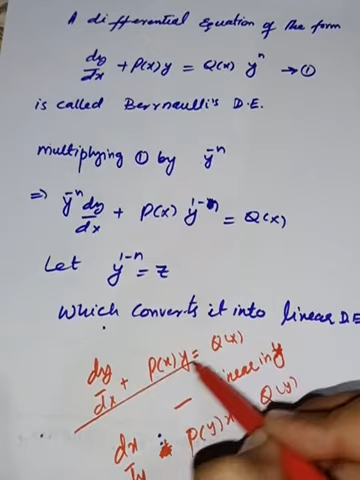 A differential Equation of the form
dy/dx + P(x)y = Q(x) yⁿ → ①
is called Berrnaulli's D.E.
multiplying ① by y⁻ⁿ
⇒ y⁻ⁿ dy/dx + P(x) y¹⁻ⁿ = Q(x)
Let y¹⁻ⁿ = z
Which converts it into linear D.E
dy/dx + P(x)y = Q(x)
— linear in y
dx/dy P(y)x Q(y)